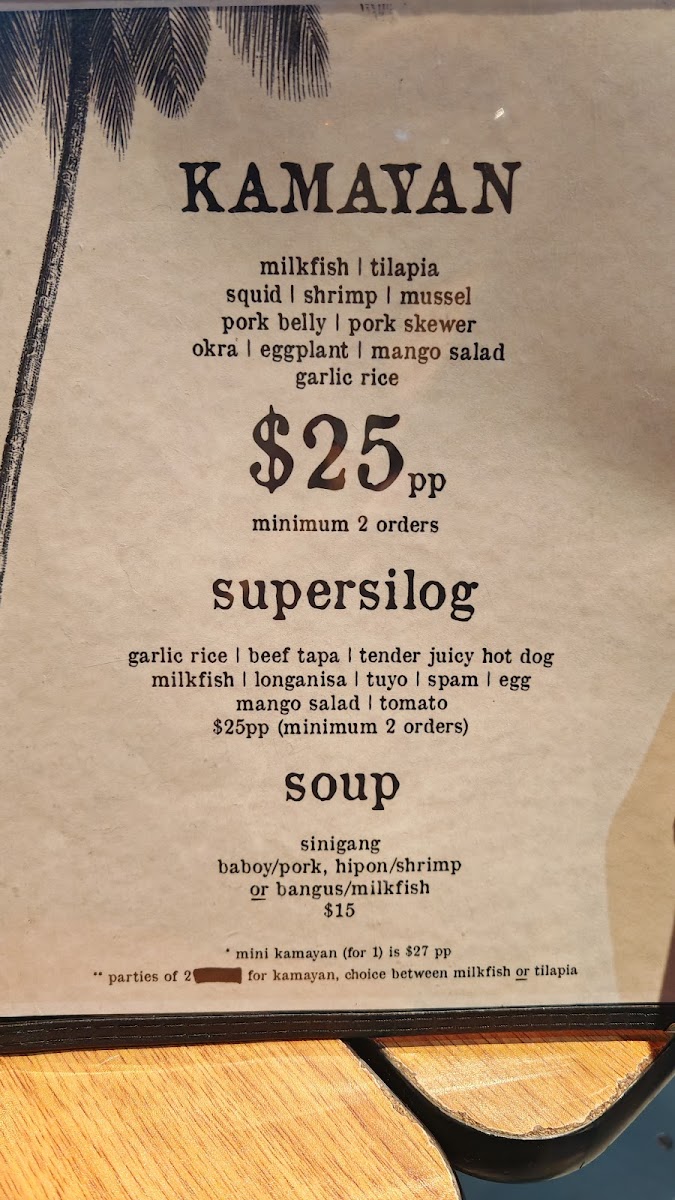 KAMAYAN
milkfish | tilapia
squid | shrimp | mussel
pork belly | pork skewer
okra | eggplant | mango salad
garlic rice
$25pp
minimum 2 orders
supersilog
garlic rice | beef tapa | tender juicy hot dog
milkfish | longanisa | tuyo | spam | egg
mango salad | tomato
$25pp (minimum 2 orders)
soup
sinigang
baboy/pork, hipon/shrimp
or bangus/milkfish
$15
* mini kamayan (for 1) is $27 pp
** parties of 2 for kamayan, choice between milkfish or tilapia